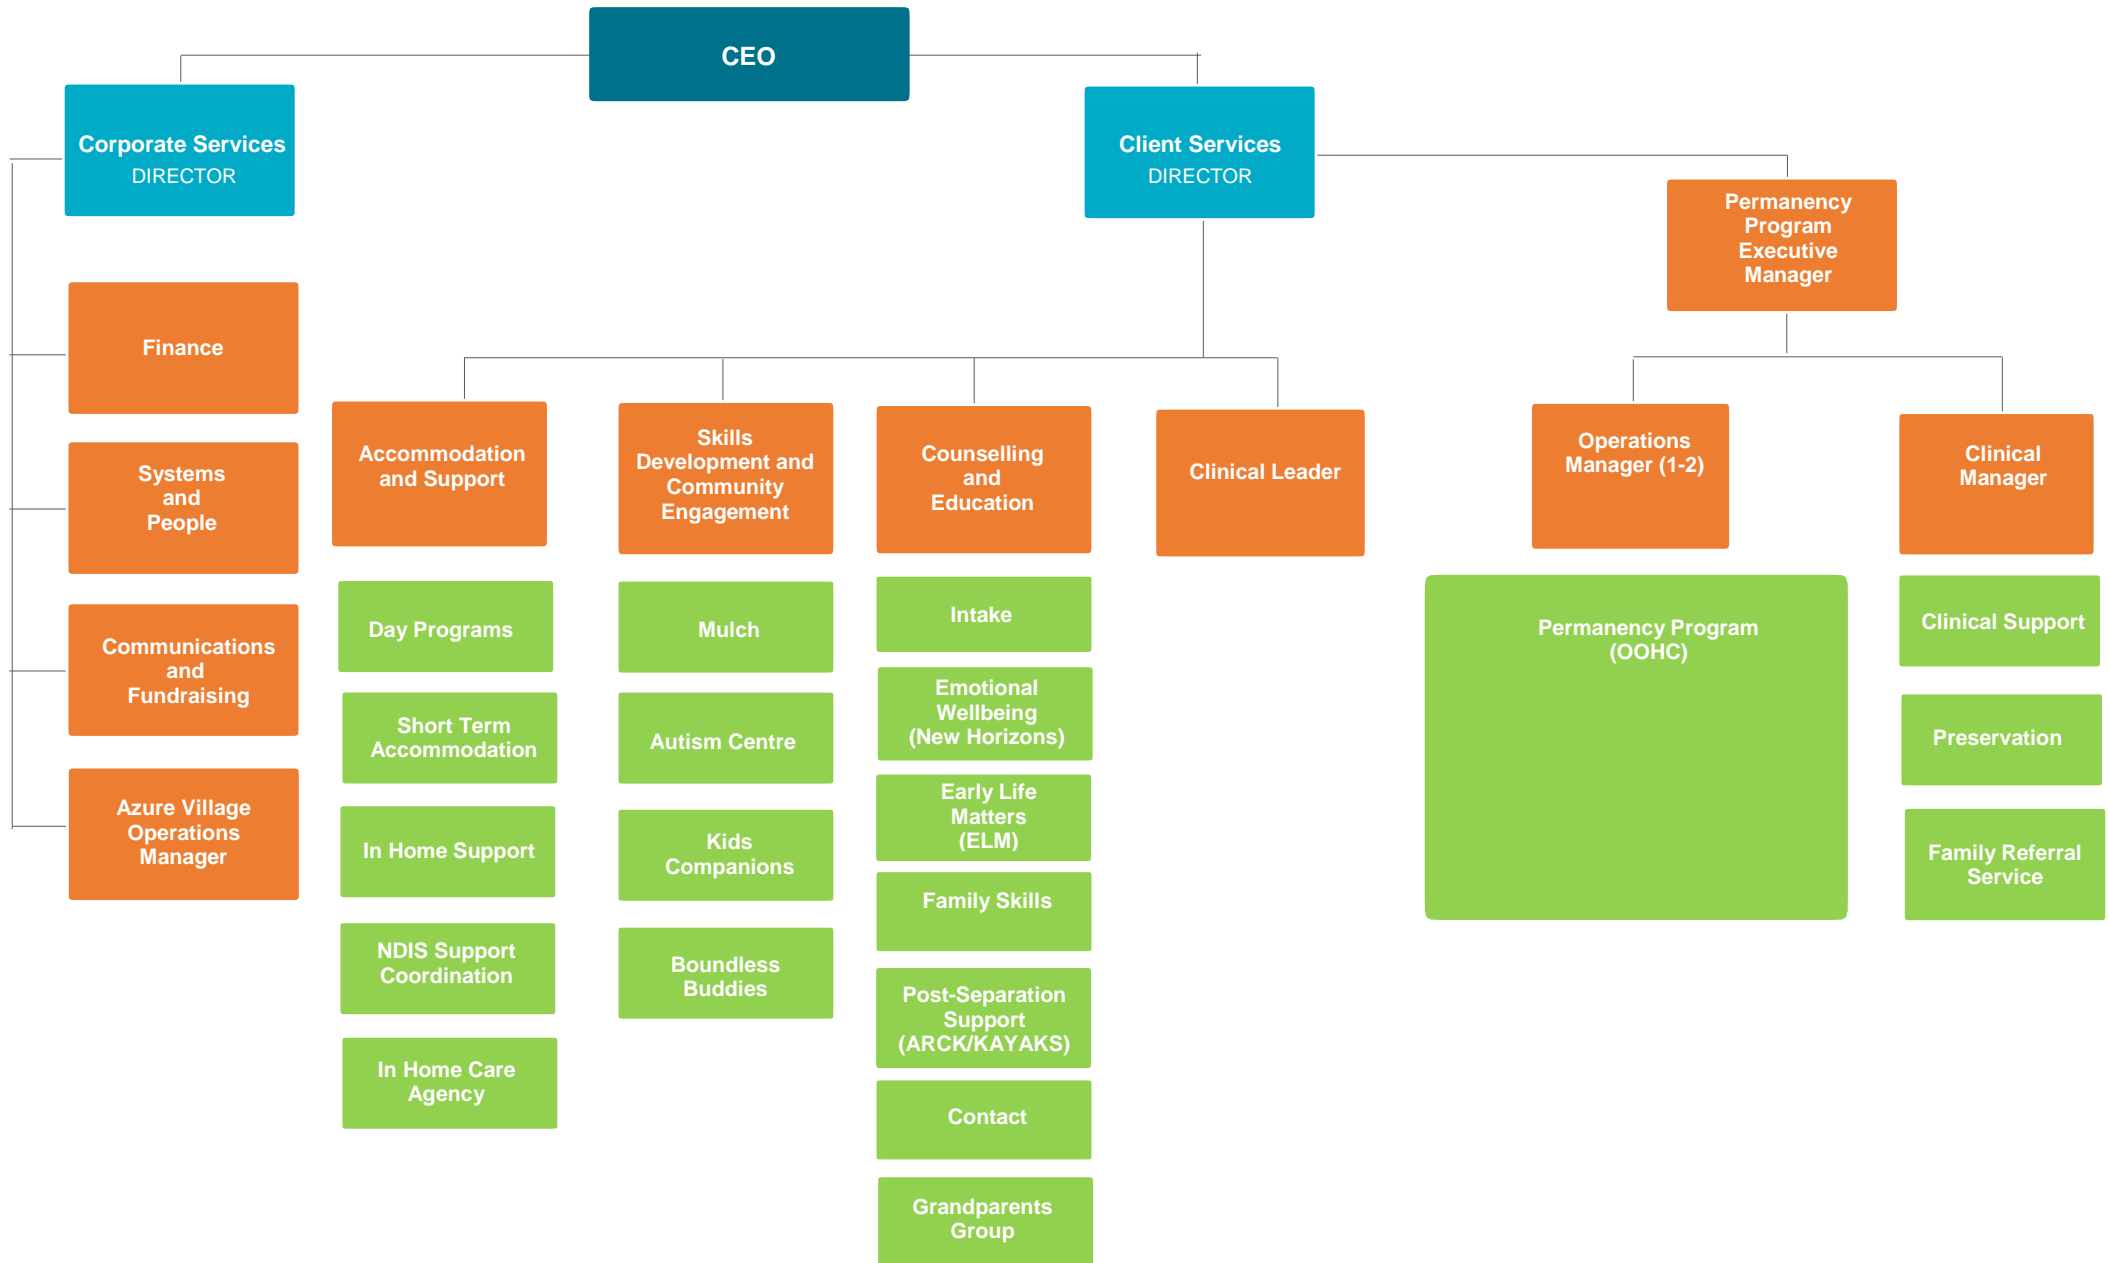 CEO
Corporate Services
DIRECTOR
Client Services
DIRECTOR
Permanency
Program
Executive
Manager
Finance
Systems
and
People
Communications
and
Fundraising
Azure Village
Operations
Manager
Accommodation
and Support
Day Programs
Short Term
Accommodation
In Home Support
NDIS Support
Coordination
In Home Care
Agency
Skills
Development and
Community
Engagement
Mulch
Autism Centre
Kids
Companions
Boundless
Buddies
Counselling
and
Education
Intake
Emotional
Wellbeing
(New Horizons)
Early Life
Matters
(ELM)
Family Skills
Post-Separation
Support
(ARCK/KAYAKS)
Contact
Grandparents
Group
Clinical Leader
Operations
Manager (1-2)
Permanency Program
(OOHC)
Clinical
Manager
Clinical Support
Preservation
Family Referral
Service